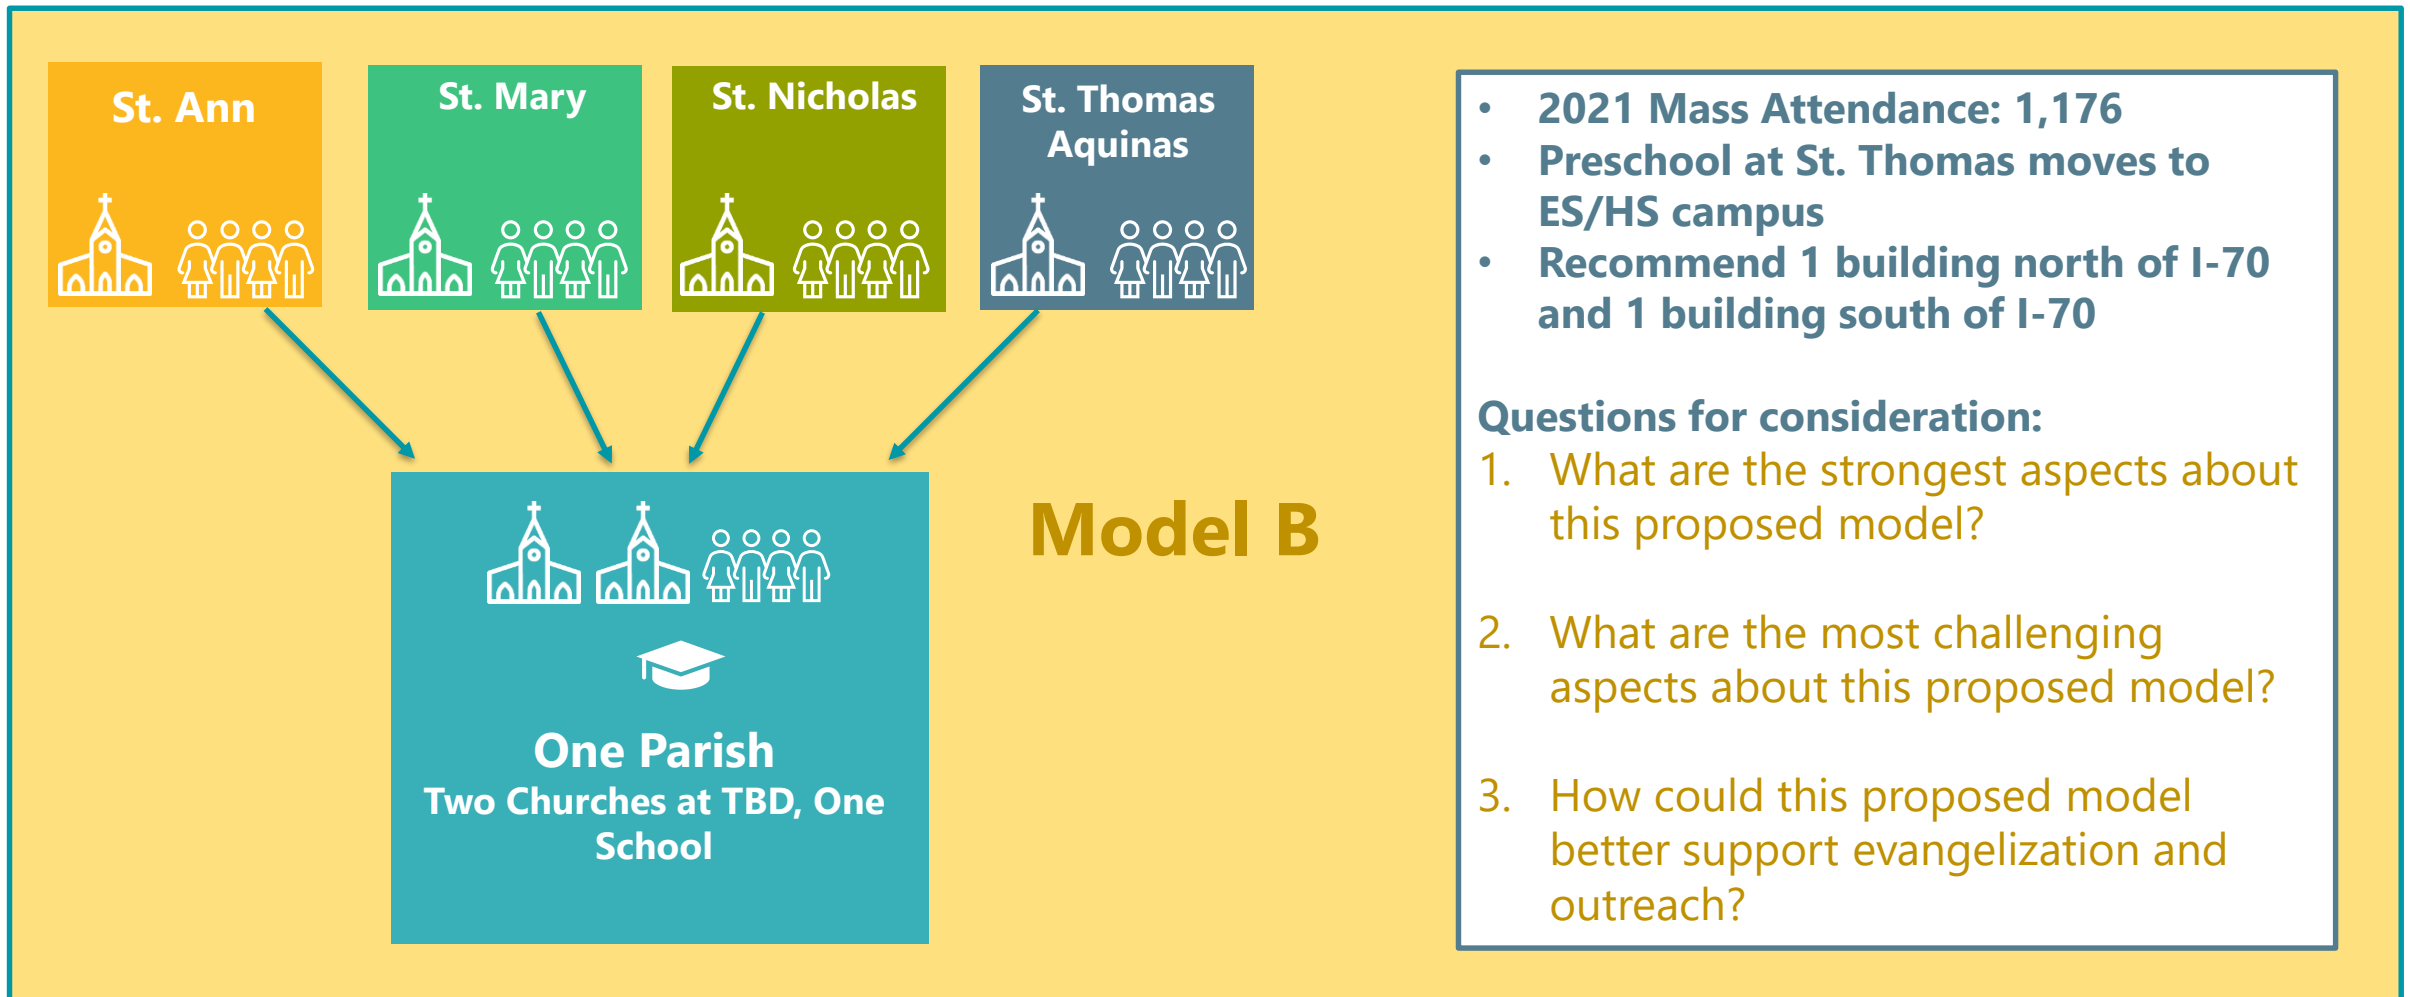 St. Ann
St. Mary
St. Nicholas
St. Thomas
Aquinas
One Parish
Two Churches at TBD, One
School
Model B
• 2021 Mass Attendance: 1,176
• Preschool at St. Thomas moves to
ES/HS campus
• Recommend 1 building north of I-70
and 1 building south of I-70
Questions for consideration:
1. What are the strongest aspects about
this proposed model?
2. What are the most challenging
aspects about this proposed model?
3. How could this proposed model
better support evangelization and
outreach?